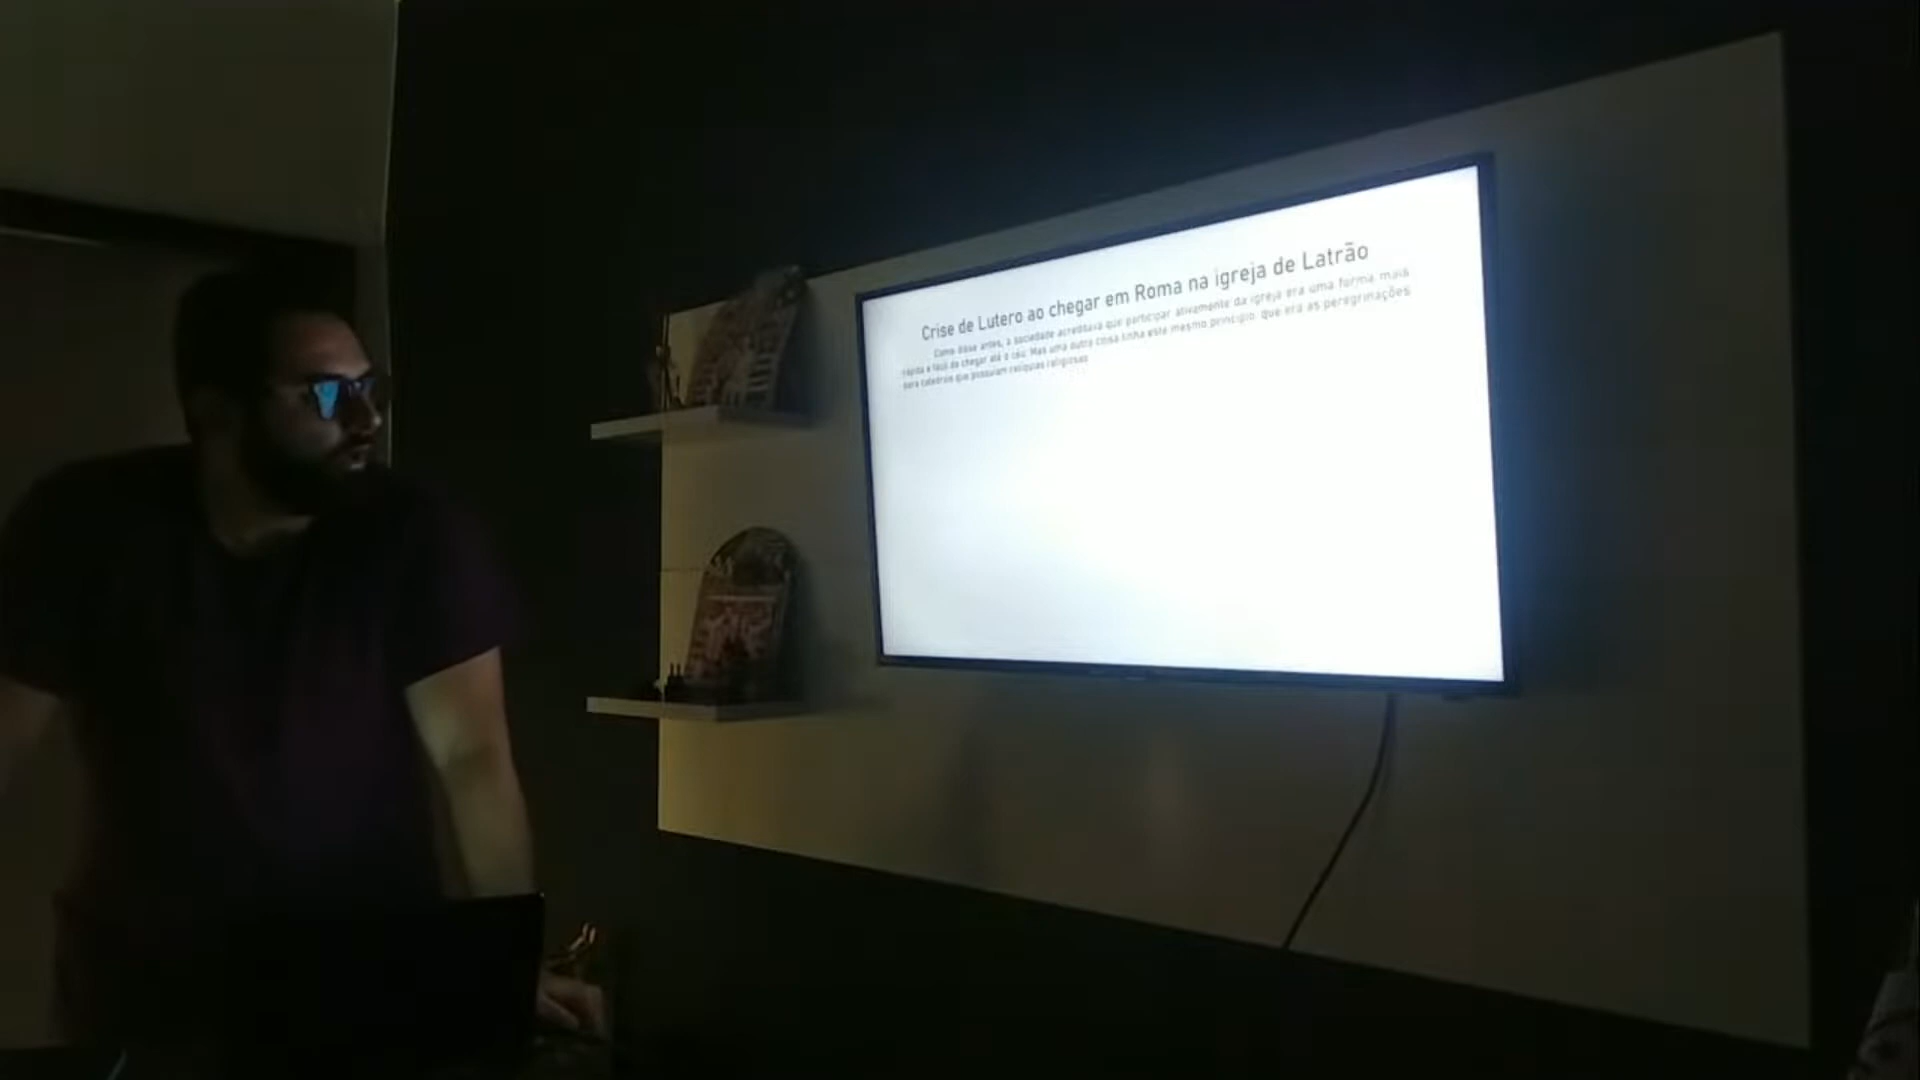 Crise de Lutero ao chegar em Roma na igreja de Latrão
Como disse antes, a sociedade acreditava que participar ativamente da igreja era uma forma mais
rápida e fácil de chegar até o céu. Mas uma outra coisa tinha este mesmo princípio, que era as peregrinações
para catedrais que possuiam relíquias religiosas